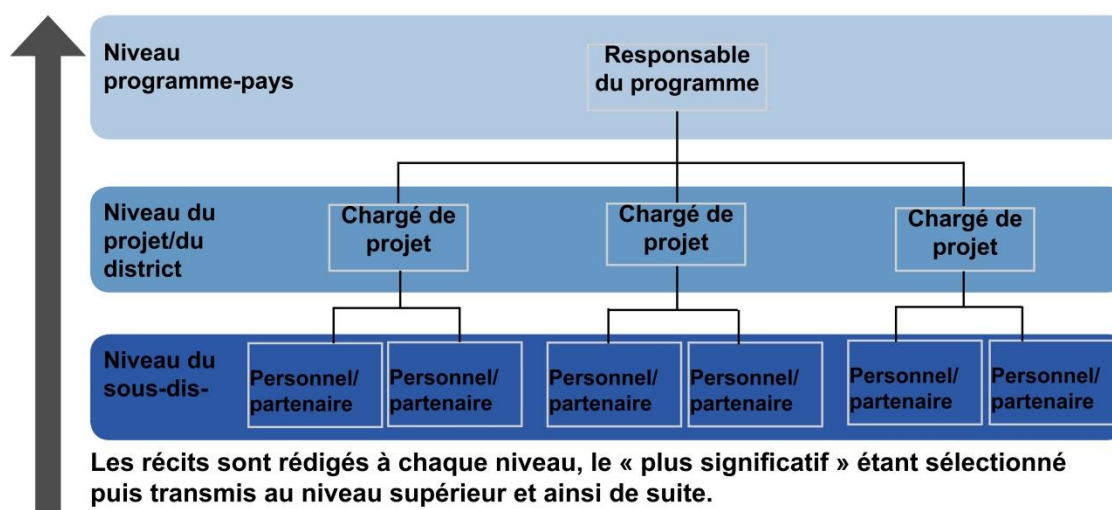 Niveau
programme-pays
Responsable
du programme
Niveau du
projet/du
district
Chargé de
projet
Chargé de
projet
Chargé de
projet
Niveau du
sous-dis-
Personnel/
partenaire
Personnel/
partenaire
Personnel/
partenaire
Personnel/
partenaire
Personnel/
partenaire
Personnel/
partenaire
Les récits sont rédigés à chaque niveau, le « plus significatif » étant sélectionné
puis transmis au niveau supérieur et ainsi de suite.